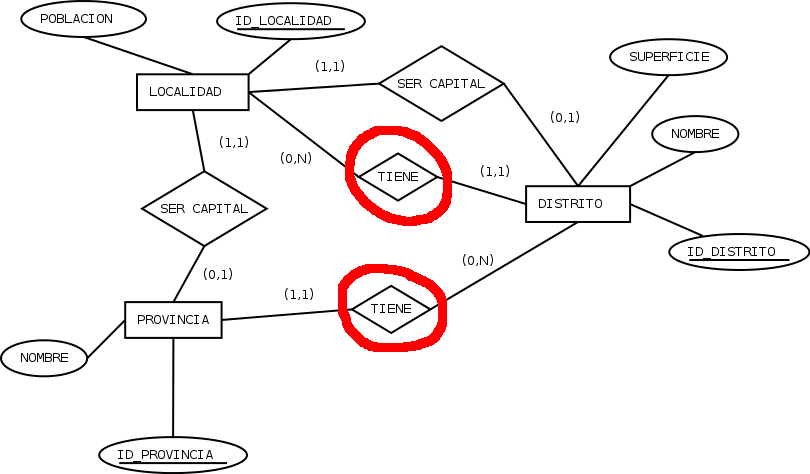 POBLACION
ID_LOCALIDAD
SUPERFICIE
(1,1)
SER CAPITAL
LOCALIDAD
(0,1)
NOMBRE
(1,1)
(0,N)
(1,1)
TIENE
SER CAPITAL
DISTRITO
ID_DISTRITO
(0,1)
(0,N)
(1,1)
TIENE
PROVINCIA
NOMBRE
ID_PROVINCIA